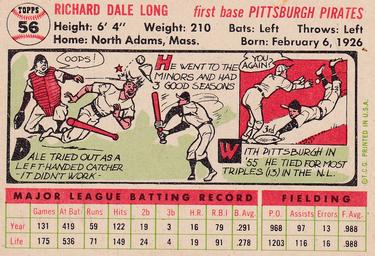 TOPPS
56
RICHARD DALE LONG
first base PITTSBURGH PIRATES
Height: 6' 4" Weight: 210 Bats: Left Throws: Left
Home: North Adams, Mass. Born: February 6, 1926
OOPS!
DALE TRIED OUT AS A
LEFT-HANDED CATCHER.
IT DIDN'T WORK-
HE WENT TO THE
MINORS AND HAD
3 GOOD SEASONS
YOU AGAIN?
WITH PITTSBURGH IN
'55 HE TIED FOR MOST
TRIPLES (13) IN THE N.L.
© T.C.G. PRINTED IN U.S.A.
MAJOR LEAGUE BATTING RECORD FIELDING
Games At Bat Runs Hits 2b 3b H.R. R.B.I B.Avg. P.O. Assists Errors F.Avg.
Year 131 419 59 122 19 13 16 79 .291 968 97 13 .988
Life 175 536 71 149 24 14 19 91 .278 1203 116 16 .988